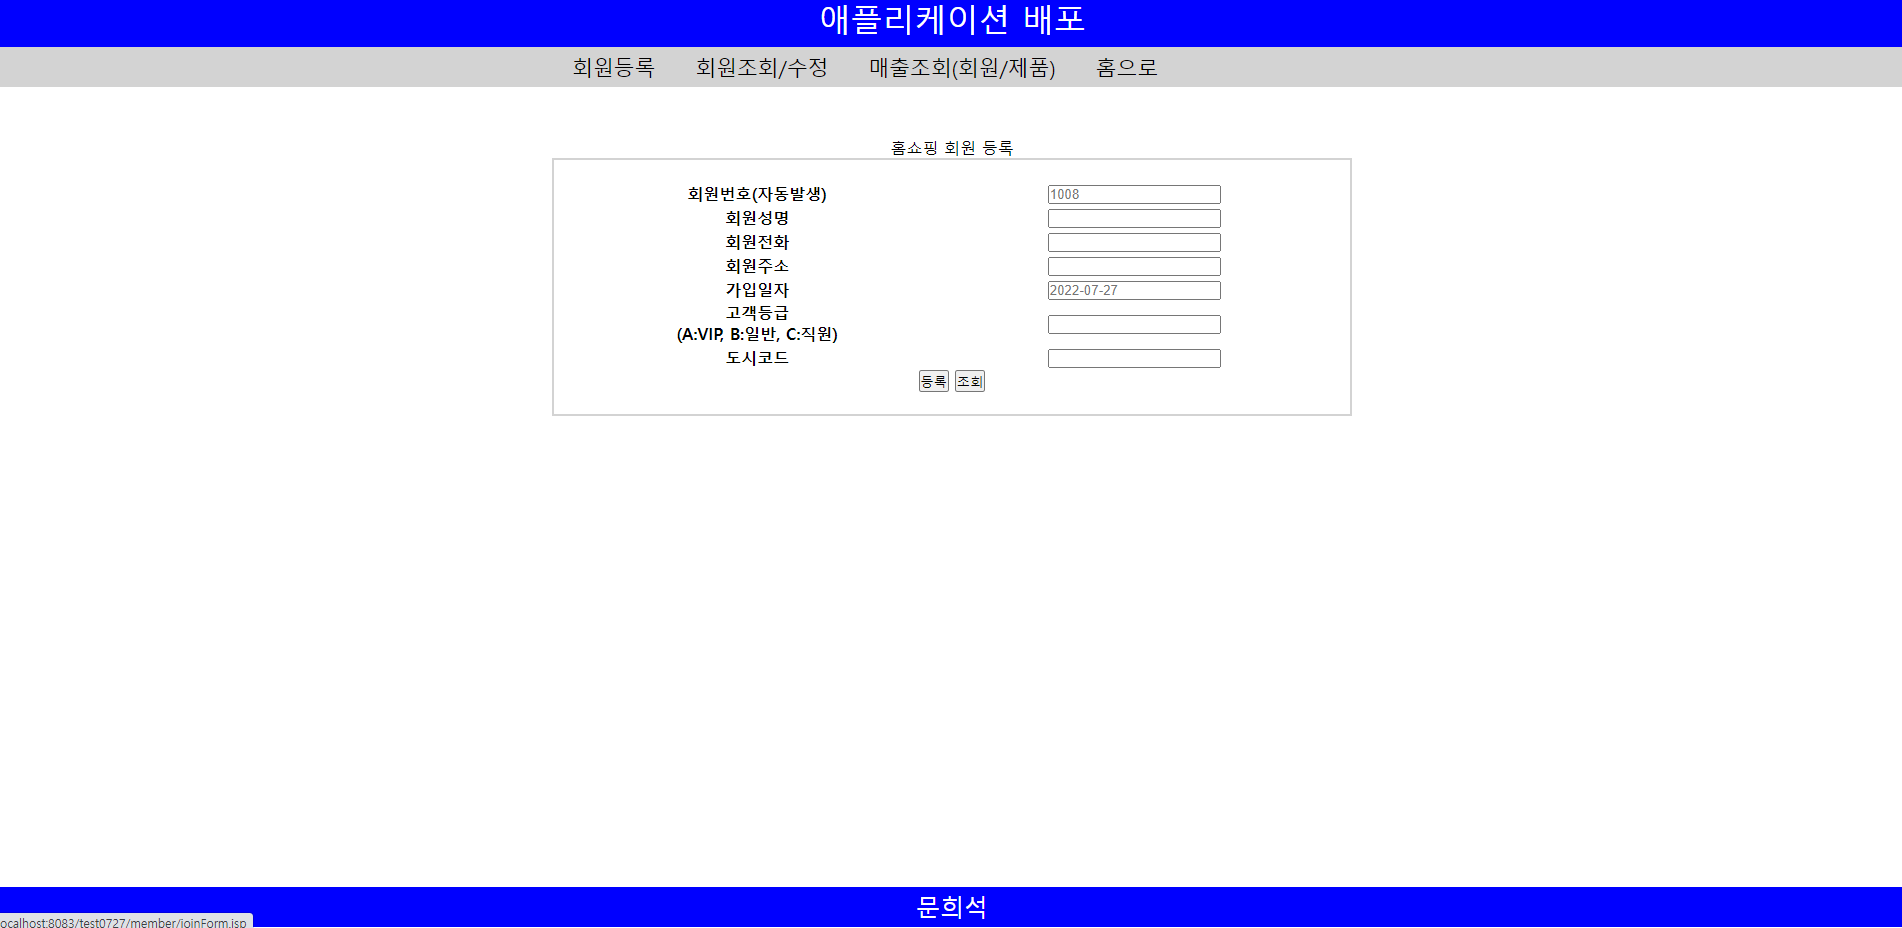 애플리케이션 배포
회원등록 회원조회/수정 매출조회(회원/제품) 홈으로
홈쇼핑 회원 등록
회원번호(자동발생) 1008
회원성명
회원전화
회원주소
가입일자 2022-07-27
고객등급
(A:VIP, B:일반, C:직원)
도시코드
등록 조회
문희석
ocalhost:8083/test0727/member/joinForm.jsp